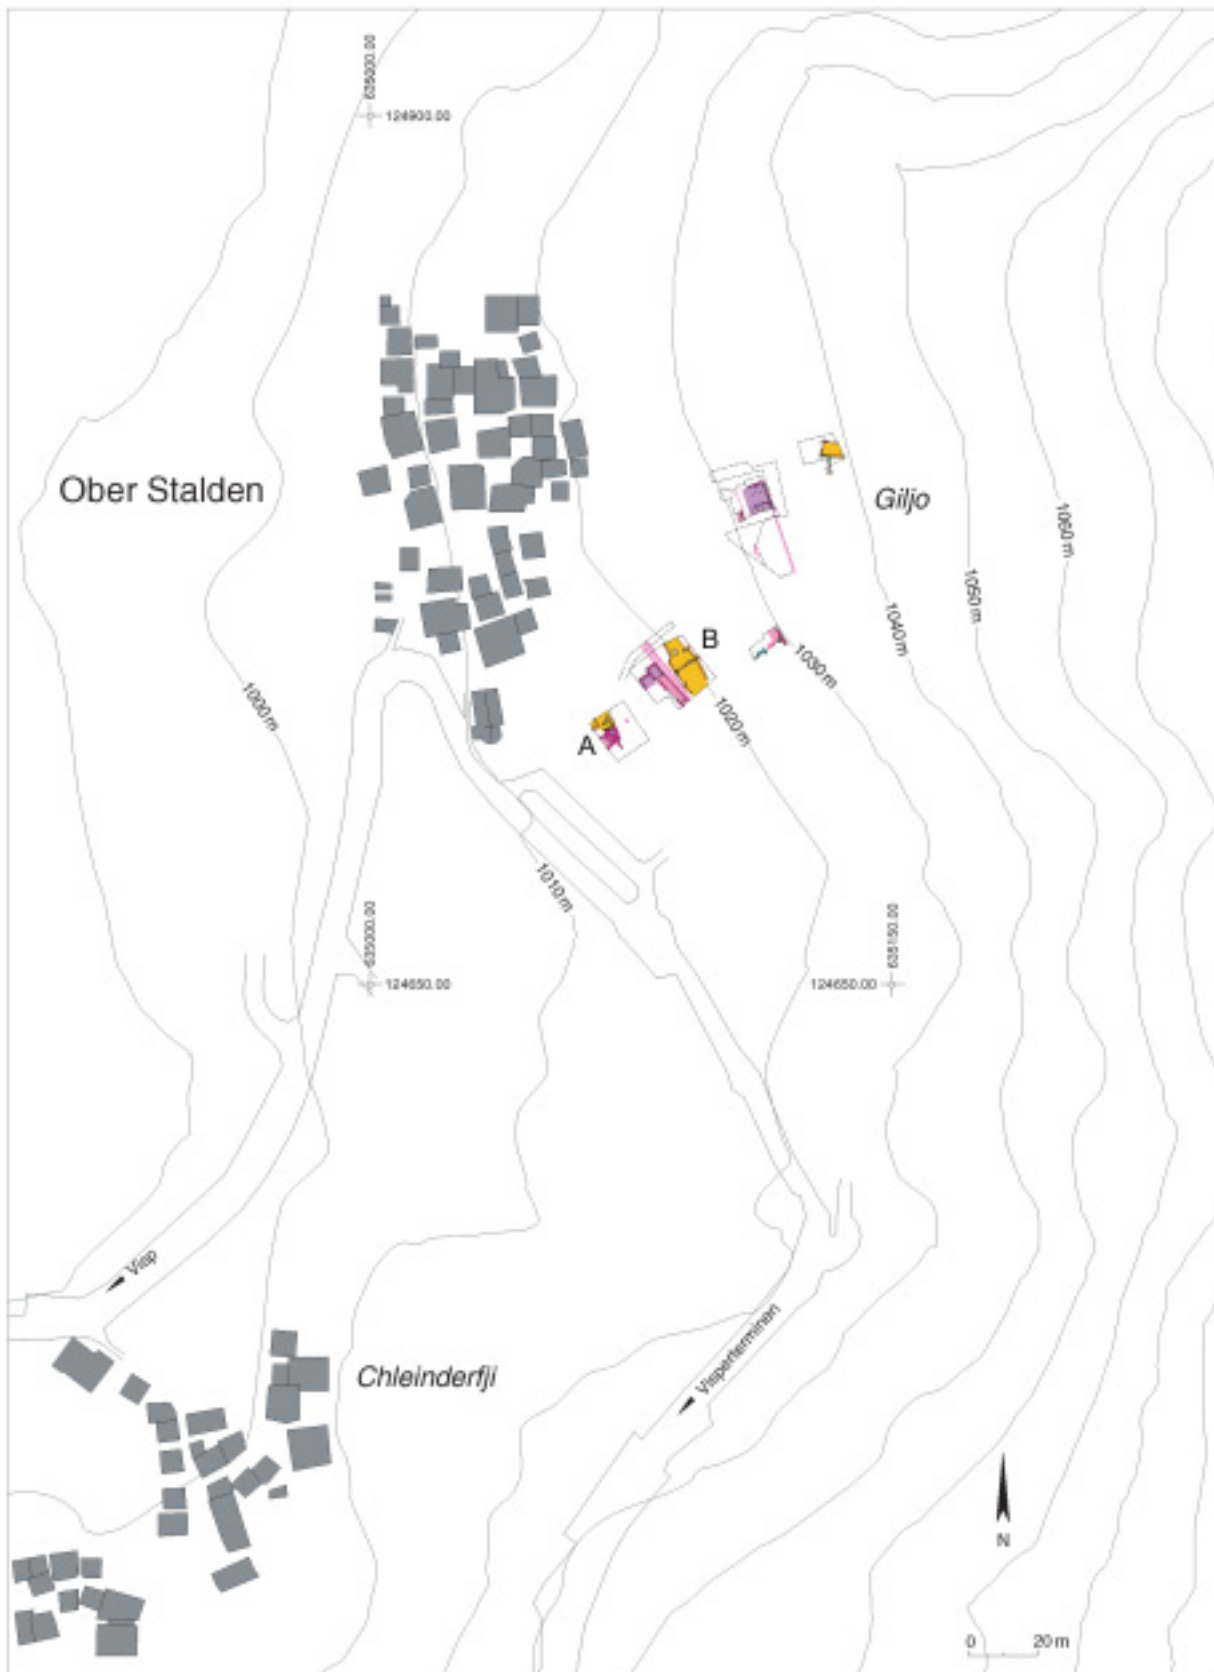 635000.00
124900.00
Ober Stalden
Giljo
1060 m
1050 m
1040 m
B
1030 m
1000 m
1020 m
A
1010 m
635000.00
635150.00
124650.00
124650.00
Visp
Visperterminen
Chleinderfji
N
0 20 m